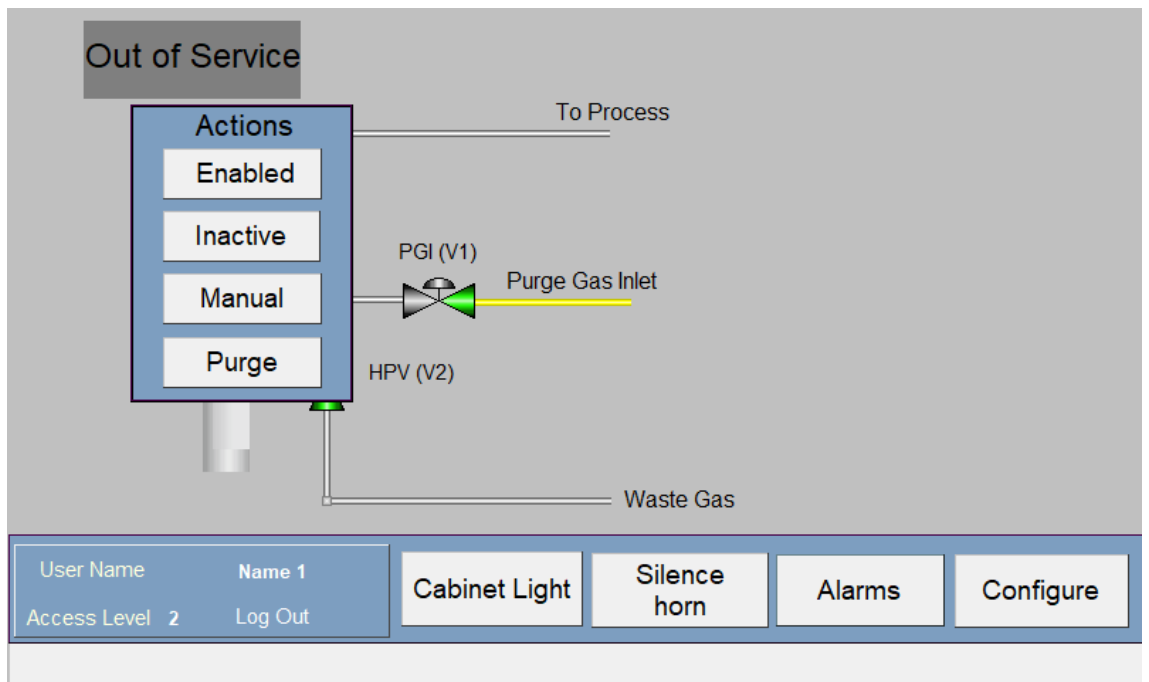 Out of Service
To Process
Actions
Enabled
Inactive
Manual
Purge
PGI (V1)
Purge Gas Inlet
HPV (V2)
Waste Gas
User Name Name 1
Access Level 2 Log Out
Cabinet Light
Silence
horn
Alarms
Configure